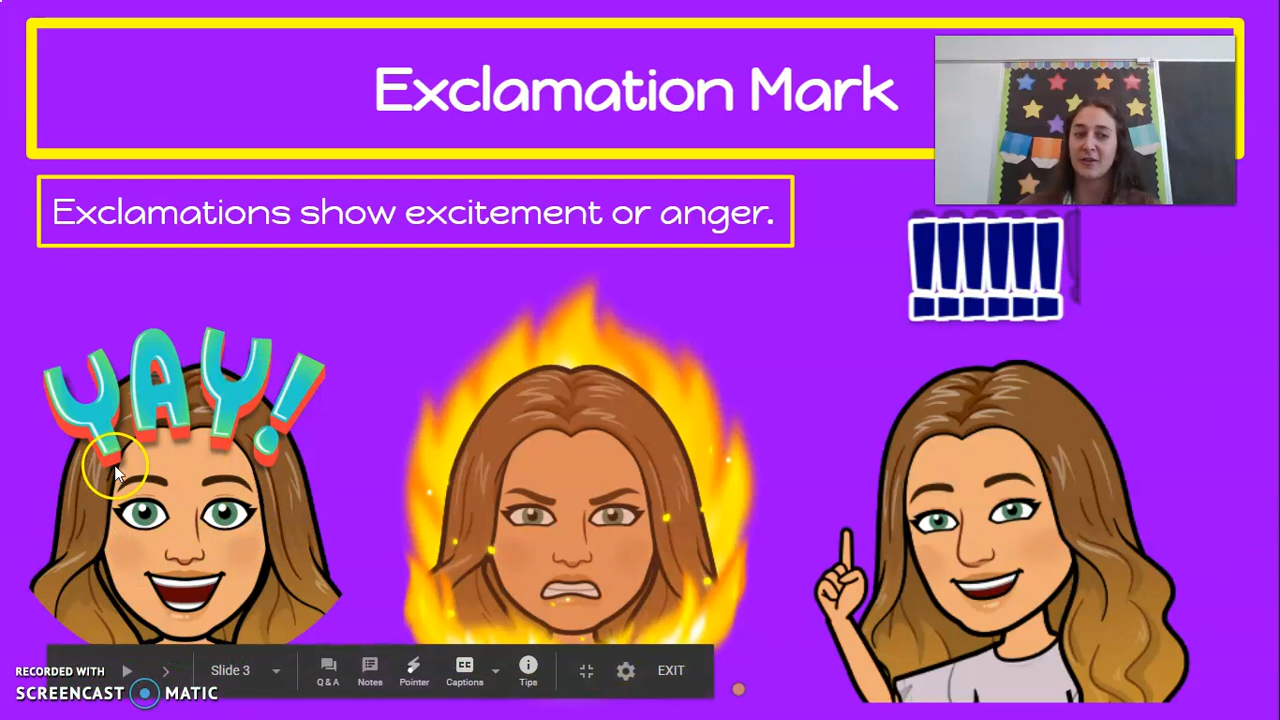 Exclamation Mark
Exclamations show excitement or anger.
!!!!!!
YAY!
Slide 3
Q & A
Notes
Pointer
CC
Captions
Tips
EXIT
RECORDED WITH
SCREENCAST MATIC